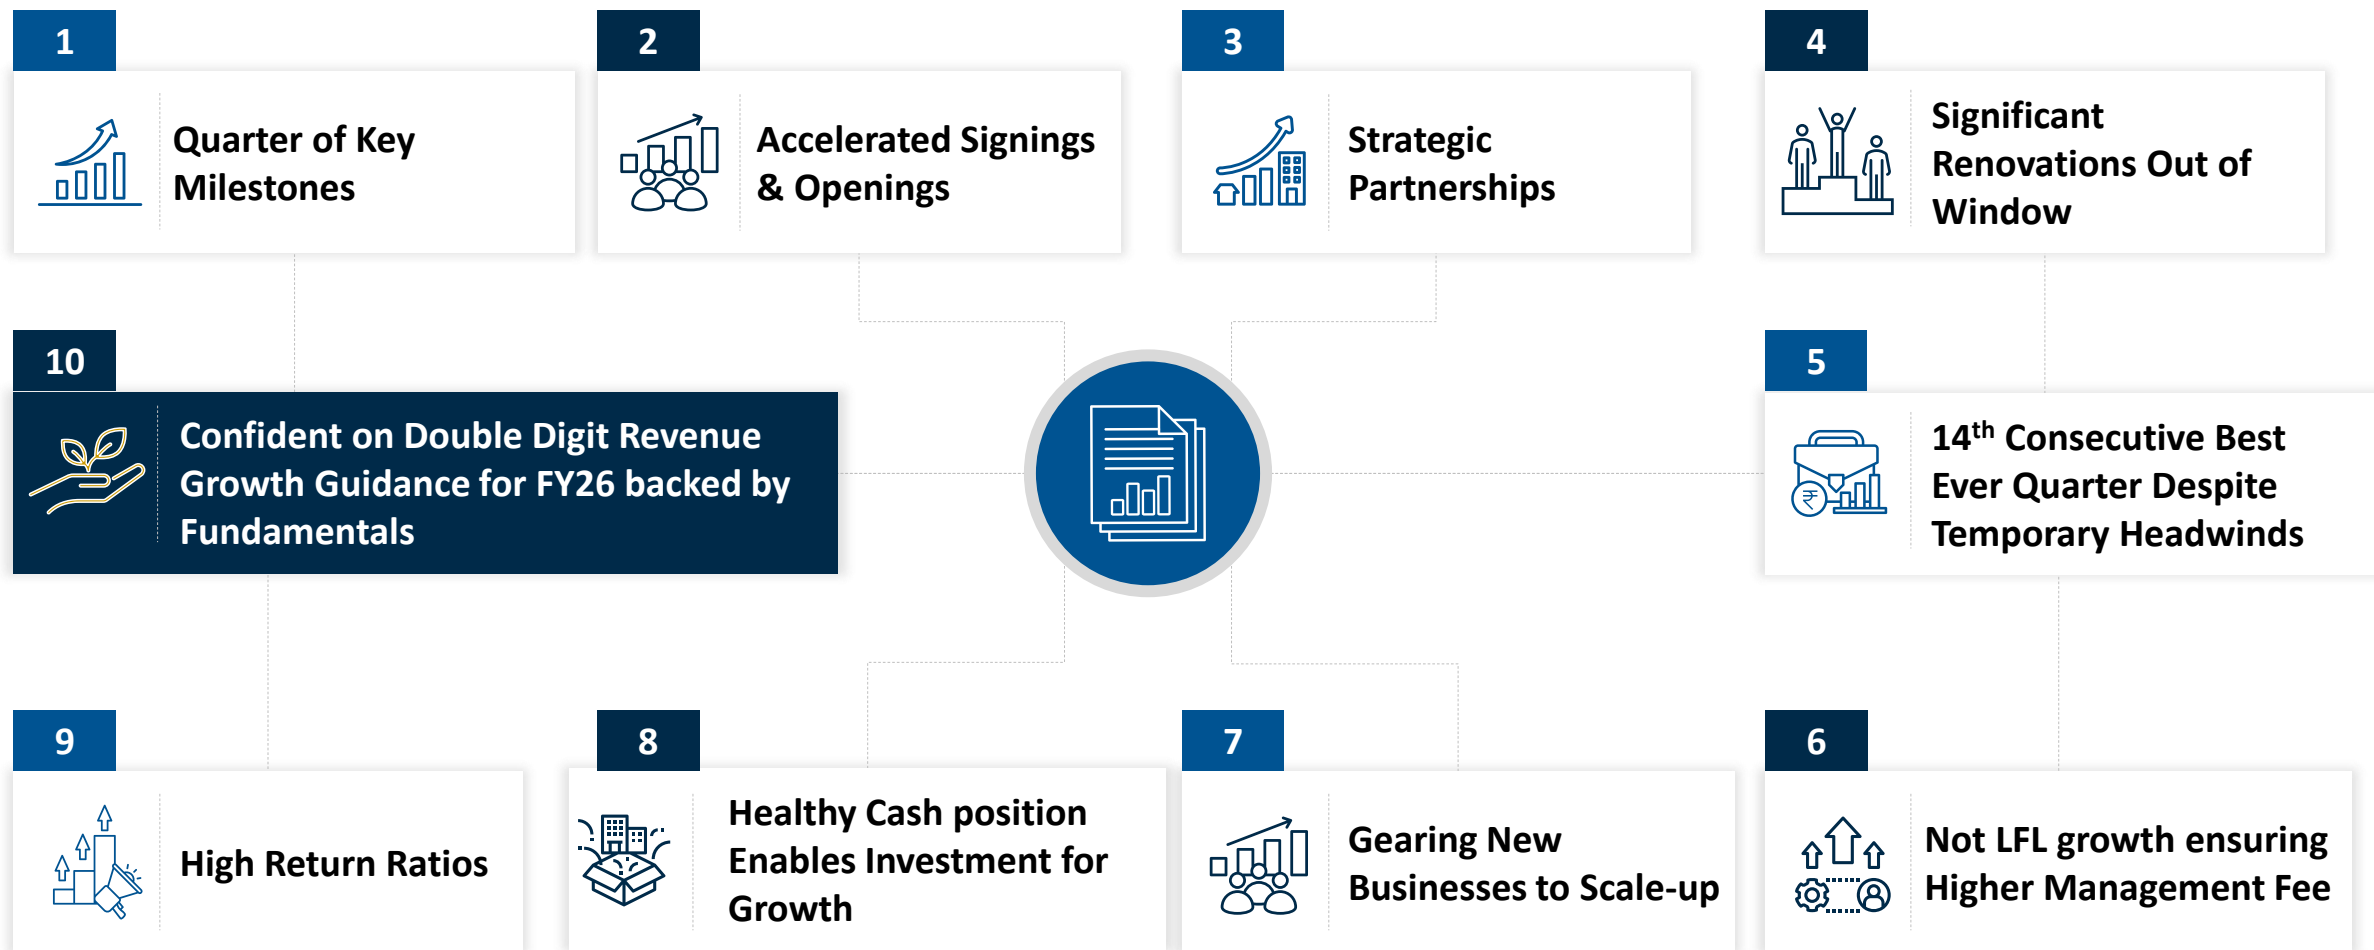 1
Quarter of Key
Milestones
2
Accelerated Signings
& Openings
3
Strategic
Partnerships
4
Significant
Renovations Out of
Window
5
14th Consecutive Best
Ever Quarter Despite
Temporary Headwinds
₹
6
Not LFL growth ensuring
Higher Management Fee
7
Gearing New
Businesses to Scale-up
8
Healthy Cash position
Enables Investment for
Growth
9
High Return Ratios
10
Confident on Double Digit Revenue
Growth Guidance for FY26 backed by
Fundamentals